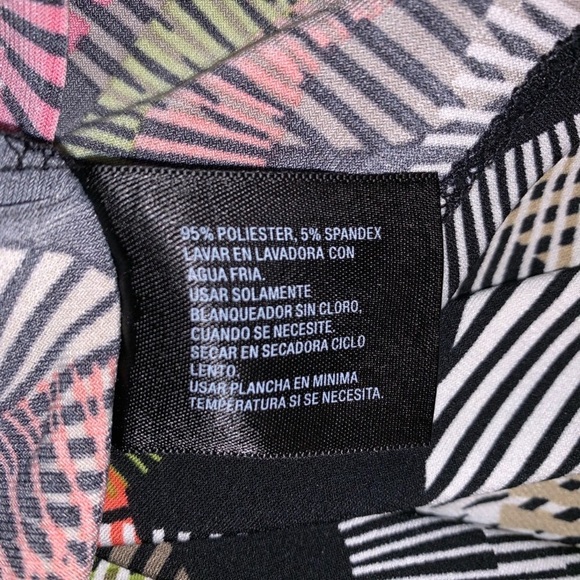 95% POLIESTER, 5% SPANDEX
LAVAR EN LAVADORA CON
AGUA FRIA.
USAR SOLAMENTE
BLANQUEADOR SIN CLORO,
CUANDO SE NECESITE.
SECAR EN SECADORA CICLO
LENTO.
USAR PLANCHA EN MINIMA
TEMPERATURA SI SE NECESITA.